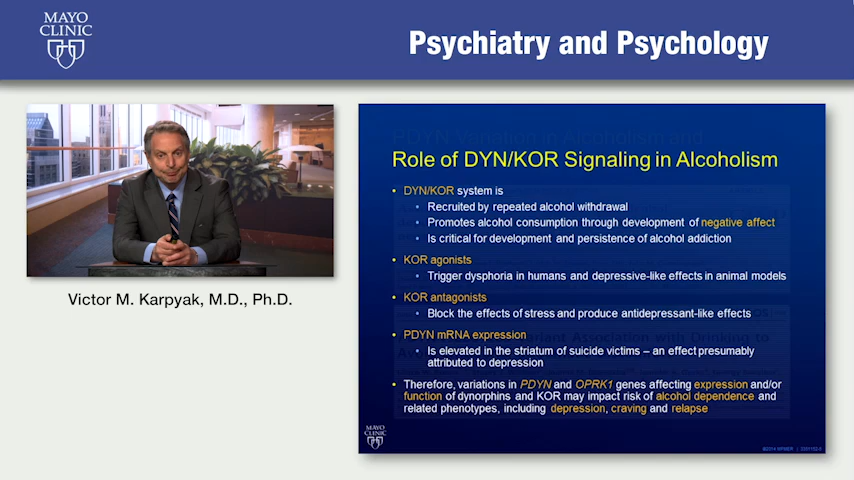 MAYO
CLINIC
Psychiatry and Psychology
Victor M. Karpyak, M.D., Ph.D.
Role of DYN/KOR Signaling in Alcoholism
• DYN/KOR system is
• Recruited by repeated alcohol withdrawal
• Promotes alcohol consumption through development of negative affect
• Is critical for development and persistence of alcohol addiction
• KOR agonists
• Trigger dysphoria in humans and depressive-like effects in animal models
• KOR antagonists
• Block the effects of stress and produce antidepressant-like effects
• PDYN mRNA expression
• Is elevated in the striatum of suicide victims – an effect presumably
attributed to depression
• Therefore, variations in PDYN and OPRK1 genes affecting expression and/or
function of dynorphins and KOR may impact risk of alcohol dependence and
related phenotypes, including depression, craving and relapse
MAYO
CLINIC